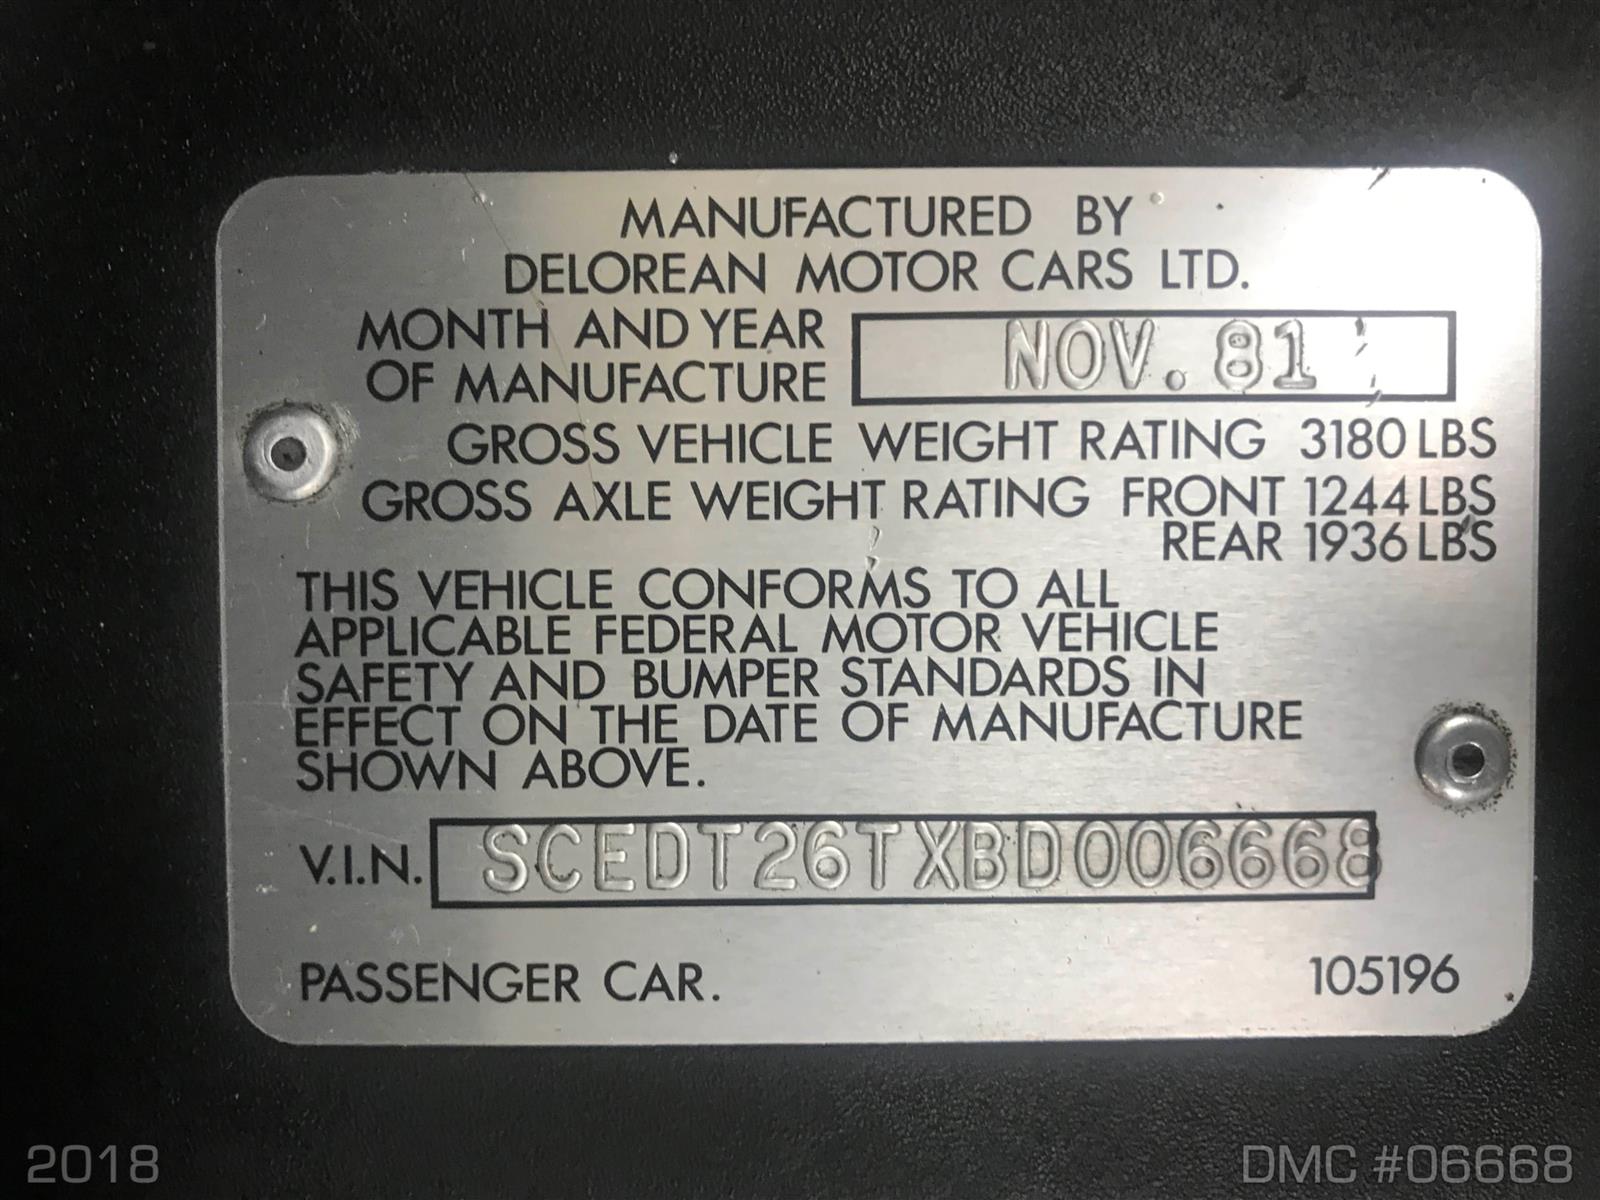 MANUFACTURED BY
DELOREAN MOTOR CARS LTD.
MONTH AND YEAR
OF MANUFACTURE
NOV. 81
GROSS VEHICLE WEIGHT RATING 3180 LBS
GROSS AXLE WEIGHT RATING FRONT 1244 LBS
REAR 1936 LBS
THIS VEHICLE CONFORMS TO ALL
APPLICABLE FEDERAL MOTOR VEHICLE
SAFETY AND BUMPER STANDARDS IN
EFFECT ON THE DATE OF MANUFACTURE
SHOWN ABOVE.
V.I.N. SCEDT26TXBD006668
PASSENGER CAR. 105196
2018 DMC #06668